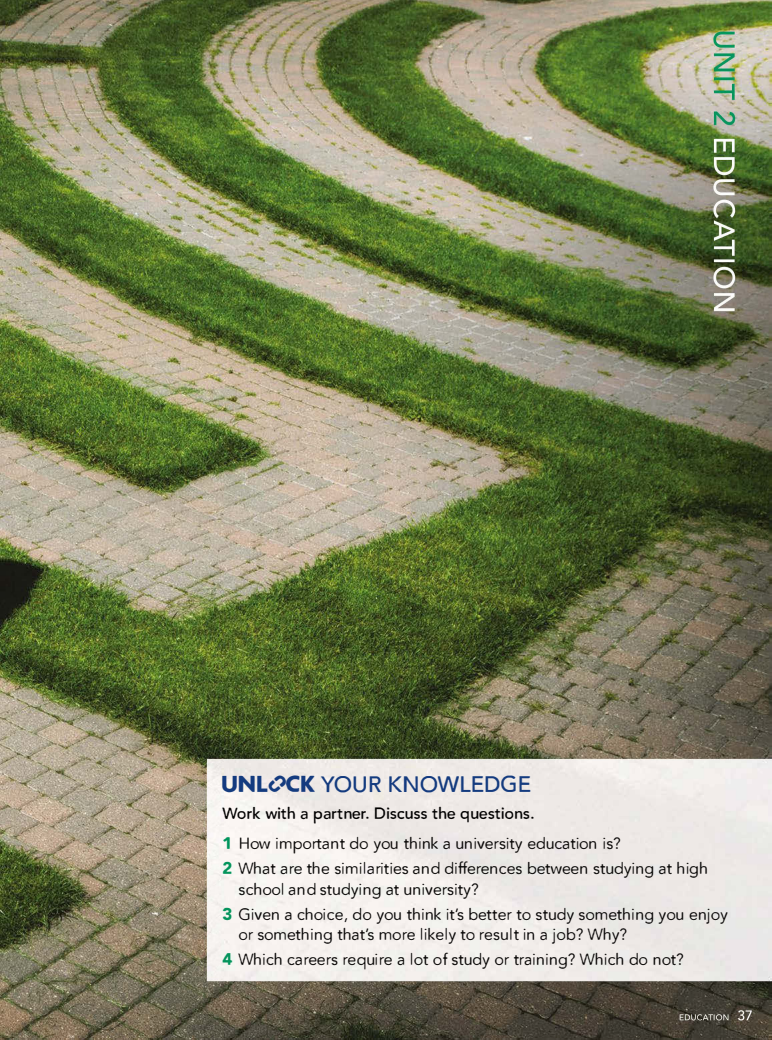 UNIT 2 EDUCATION
UNLOCK YOUR KNOWLEDGE
Work with a partner. Discuss the questions.
1 How important do you think a university education is?
2 What are the similarities and differences between studying at high
school and studying at university?
3 Given a choice, do you think it's better to study something you enjoy
or something that's more likely to result in a job? Why?
4 Which careers require a lot of study or training? Which do not?
EDUCATION 37